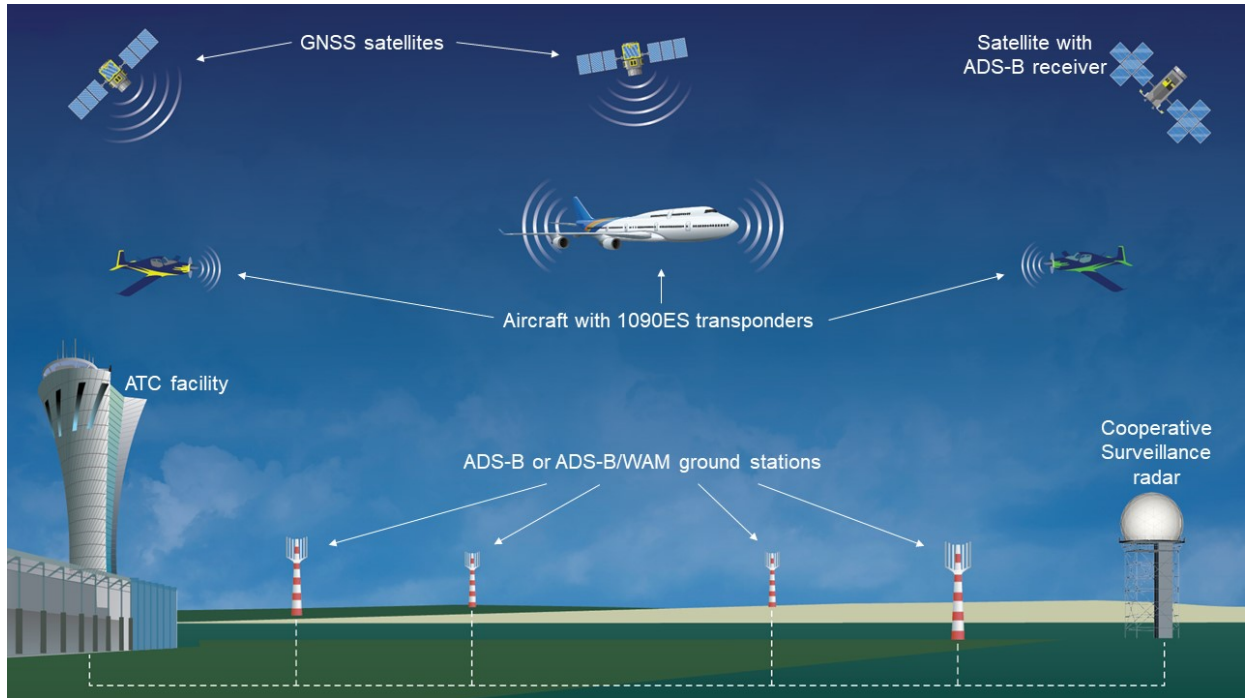 GNSS satellites
Satellite with
ADS-B receiver
Aircraft with 1090ES transponders
ATC facility
ADS-B or ADS-B/WAM ground stations
Cooperative
Surveillance
radar